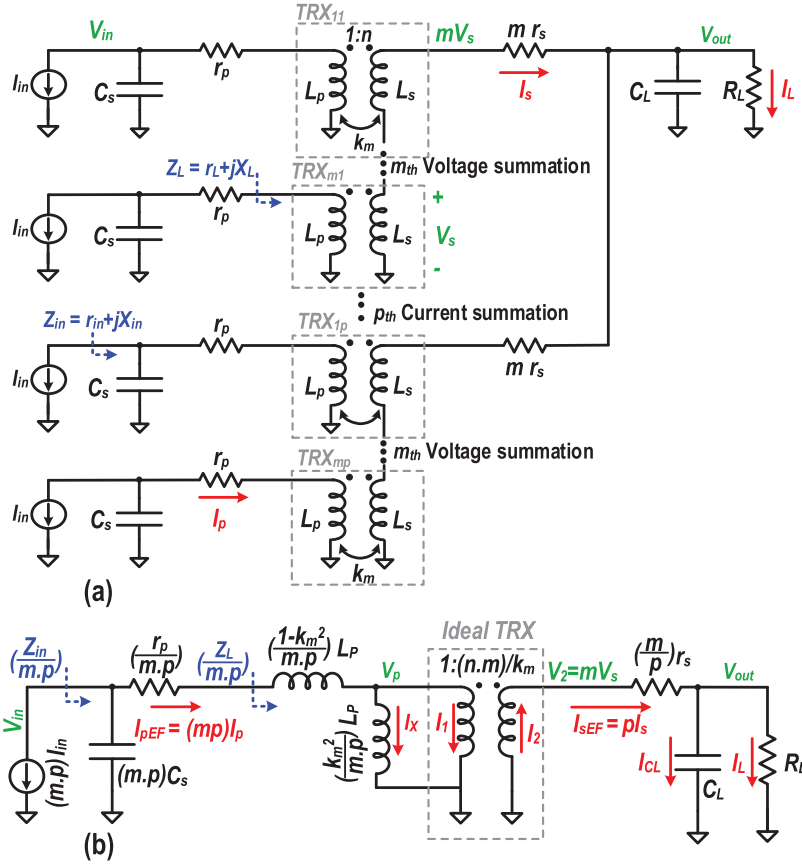 TRX11
Vin
1:n
mVs
m rs
Vout
rp
Iin
Cs
Lp
Ls
Is
CL
RL
IL
km
mth Voltage summation
ZL = rL+jXL
TRXm1
+
rp
Iin
Cs
Lp
Ls
Vs
-
pth Current summation
Zin = rin+jXin
TRX1p
rp
m rs
Iin
Cs
Lp
Ls
mth Voltage summation
rp
TRXmp
Iin
Cs
Ip
Lp
Ls
km
(a)
Ideal TRX
(Zin/m.p)
(rp/m.p)
(ZL/m.p)
(1-km²/m.p) LP
Vp
1:(n.m)/km
V2=mVs
(m/p)rs
Vout
Vin
IpEF = (mp)Ip
IX
I1
I2
IsEF = pIs
(m.p) Iin
(m.p)Cs
(km²/m.p) LP
ICL
CL
IL
RL
(b)